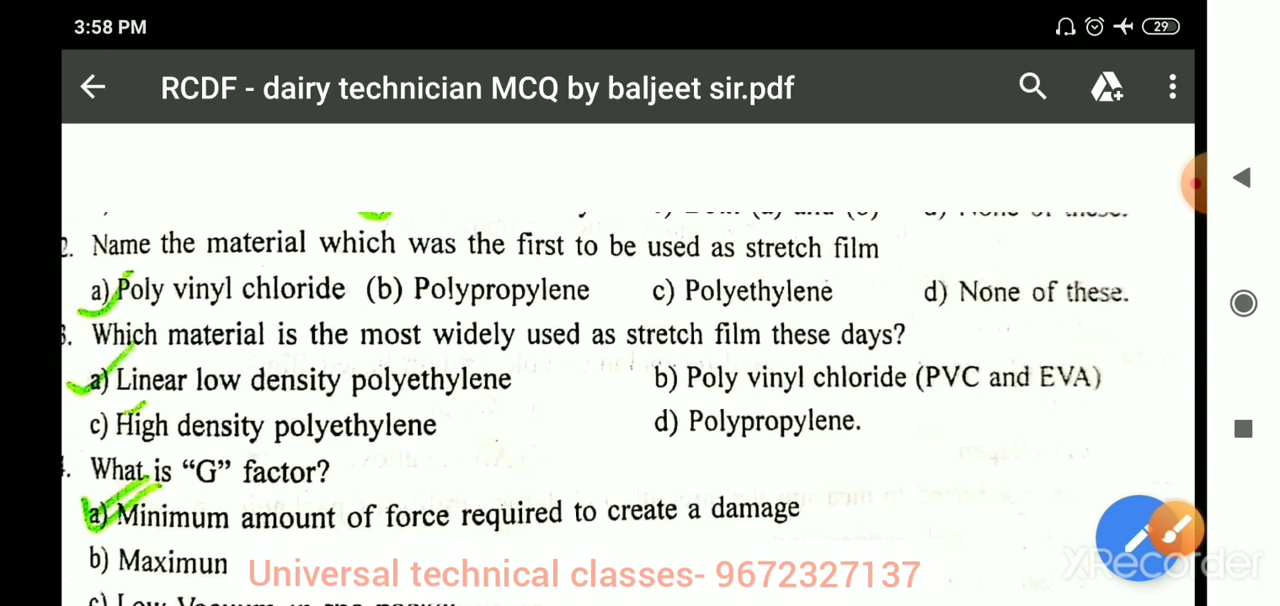 3:58 PM
29
RCDF - dairy technician MCQ by baljeet sir.pdf
2. Name the material which was the first to be used as stretch film
a) Poly vinyl chloride (b) Polypropylene c) Polyethylene d) None of these.
3. Which material is the most widely used as stretch film these days?
a) Linear low density polyethylene b) Poly vinyl chloride (PVC and EVA)
c) High density polyethylene d) Polypropylene.
4. What is “G” factor?
a) Minimum amount of force required to create a damage
b) Maximun
Universal technical classes- 9672327137
XRecorder